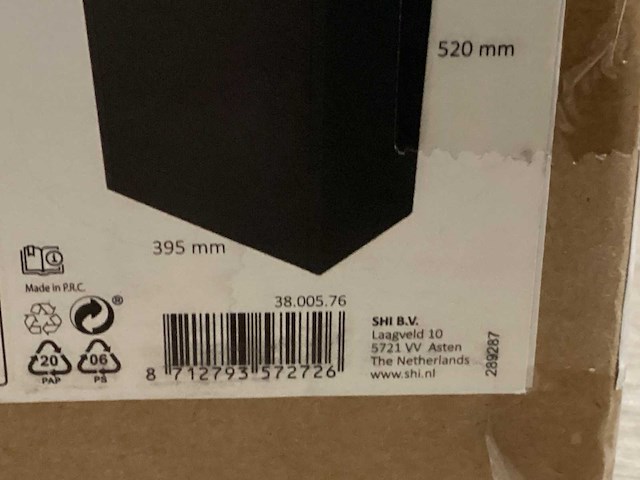 520 mm
395 mm
Made in P.R.C.
®
20
PAP
06
PS
38.005.76
8 712793 572726
SHI B.V.
Laagveld 10
5721 VV Asten
The Netherlands
www.shi.nl
289287